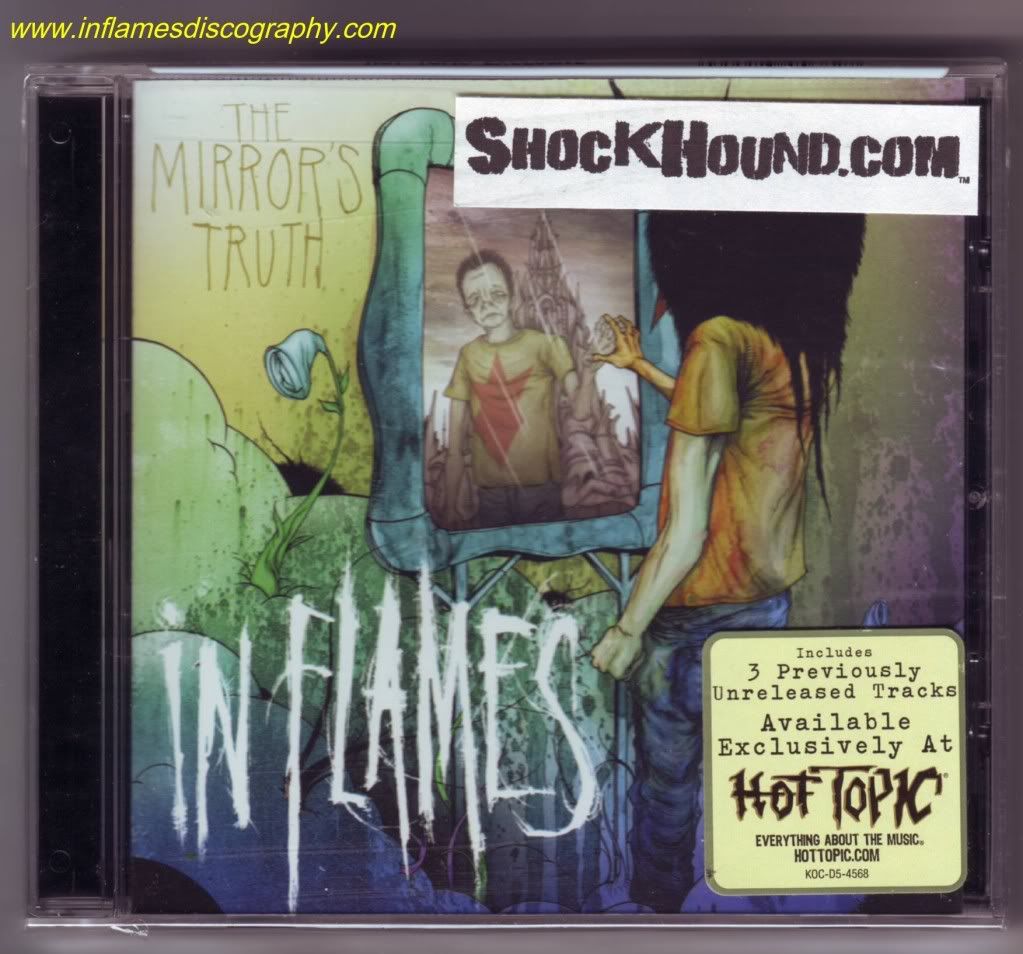 www.inflamesdiscography.com
THE
MIRROR'S
TRUTH
SHOCKHOUND.COM™
iN FLAMES
Includes
3 Previously
Unreleased Tracks
Available
Exclusively At
HOT TOPIC®
EVERYTHING ABOUT THE MUSIC®
HOTTOPIC.COM
KOC-D5-4568